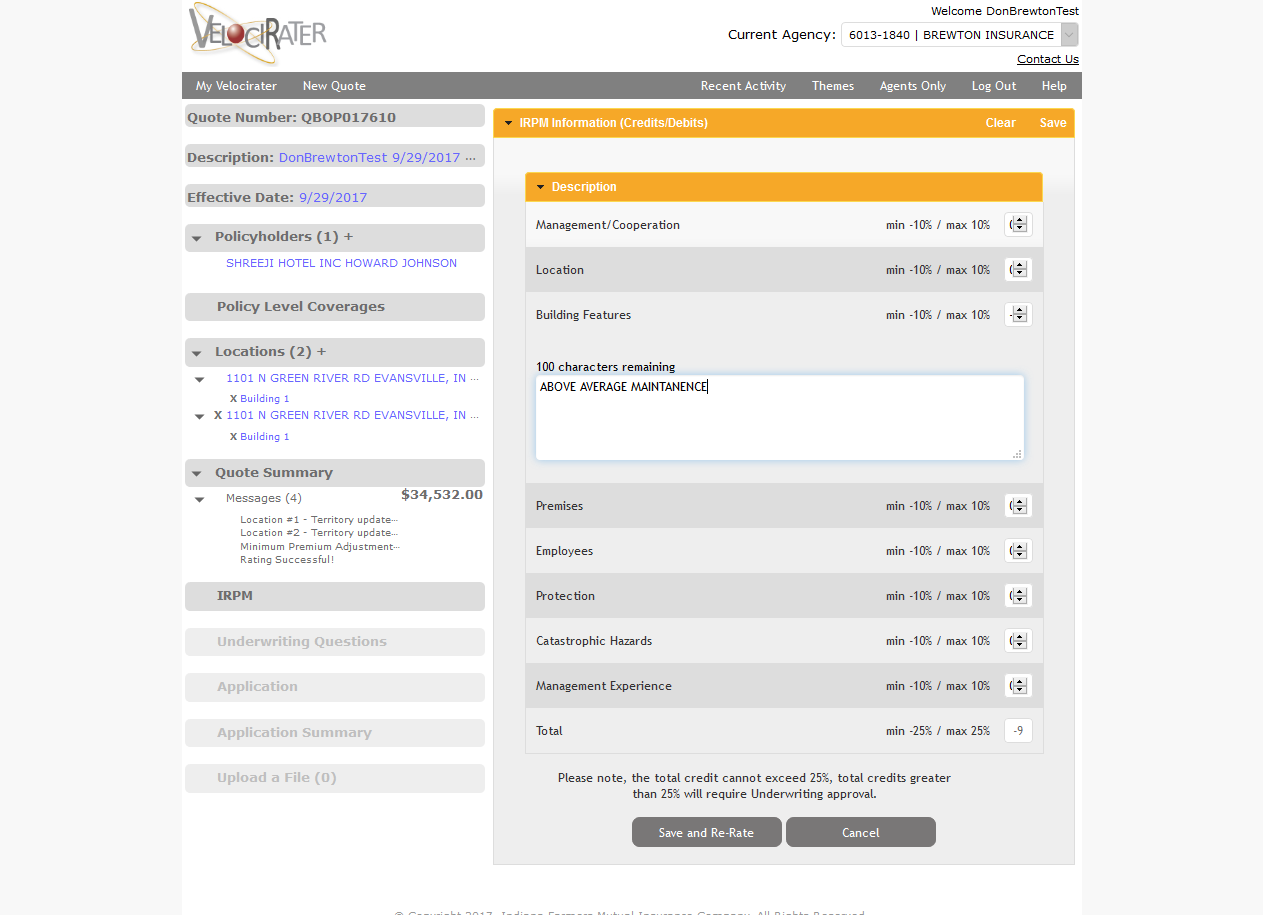 VELOCIRATER
Welcome DonBrewtonTest
Current Agency: 6013-1840 | BREWTON INSURANCE
Contact Us
My Velocirater New Quote Recent Activity Themes Agents Only Log Out Help
Quote Number: QBOP017610
Description: DonBrewtonTest 9/29/2017 ...
Effective Date: 9/29/2017
Policyholders (1) +
SHREEJI HOTEL INC HOWARD JOHNSON
Policy Level Coverages
Locations (2) +
1101 N GREEN RIVER RD EVANSVILLE, IN ...
X Building 1
X 1101 N GREEN RIVER RD EVANSVILLE, IN ...
X Building 1
Quote Summary
Messages (4) $34,532.00
Location #1 - Territory update...
Location #2 - Territory update...
Minimum Premium Adjustment...
Rating Successful!
IRPM
Underwriting Questions
Application
Application Summary
Upload a File (0)
IRPM Information (Credits/Debits) Clear Save
Description
Management/Cooperation min -10% / max 10%
Location min -10% / max 10%
Building Features min -10% / max 10% -
100 characters remaining
ABOVE AVERAGE MAINTANENCE
Premises min -10% / max 10%
Employees min -10% / max 10%
Protection min -10% / max 10%
Catastrophic Hazards min -10% / max 10%
Management Experience min -10% / max 10%
Total min -25% / max 25% -9
Please note, the total credit cannot exceed 25%, total credits greater
than 25% will require Underwriting approval.
Save and Re-Rate Cancel
© Copyright 2017, Indiana Farmers Mutual Insurance Company, All Rights Reserved